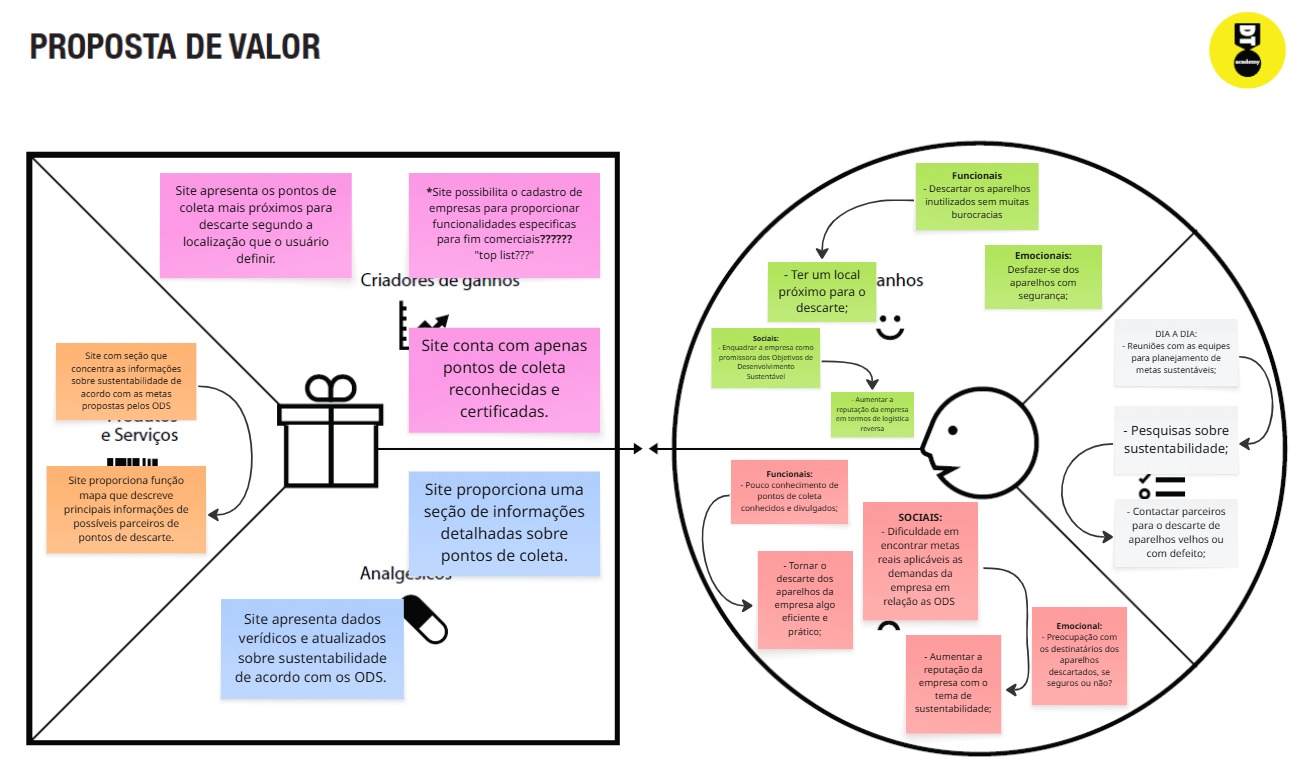 PROPOSTA DE VALOR
DT
academy
Site apresenta os pontos de
coleta mais próximos para
descarte segundo a
localização que o usuário
definir.
*Site possibilita o cadastro de
empresas para proporcionar
funcionalidades especificas
para fim comerciais??????
"top list???"
Criadores de ganhos
Site conta com apenas
pontos de coleta
reconhecidas e
certificadas.
Site com seção que
concentra as informações
sobre sustentabilidade de
acordo com as metas
propostas pelos ODS
Produtos
e Serviços
Site proporciona função
mapa que descreve
principais informações de
possíveis parceiros de
pontos de descarte.
Site proporciona uma
seção de informações
detalhadas sobre
pontos de coleta.
Analgésicos
Site apresenta dados
verídicos e atualizados
sobre sustentabilidade
de acordo com os ODS.
Funcionais
- Descartar os aparelhos
inutilizados sem muitas
burocracias
Emocionais:
Desfazer-se dos
aparelhos com
segurança;
- Ter um local
próximo para o
descarte;
anhos
Sociais:
- Enquadrar a empresa como
promissora dos Objetivos de
Desenvolvimento
Sustentável
- Aumentar a
reputação da empresa
em termos de logística
reversa
DIA A DIA:
- Reuniões com as equipes
para planejamento de
metas sustentáveis;
- Pesquisas sobre
sustentabilidade;
- Contactar parceiros
para o descarte de
aparelhos velhos ou
com defeito;
Funcionais:
- Pouco conhecimento de
pontos de coleta
conhecidos e divulgados;
- Tornar o
descarte dos
aparelhos da
empresa algo
eficiente e
prático;
SOCIAIS:
- Dificuldade em
encontrar metas
reais aplicáveis as
demandas da
empresa em
relação as ODS
- Aumentar a
reputação da
empresa com o
tema de
sustentabilidade;
Emocional:
- Preocupação com
os destinatários dos
aparelhos
descartados, se
seguros ou não?